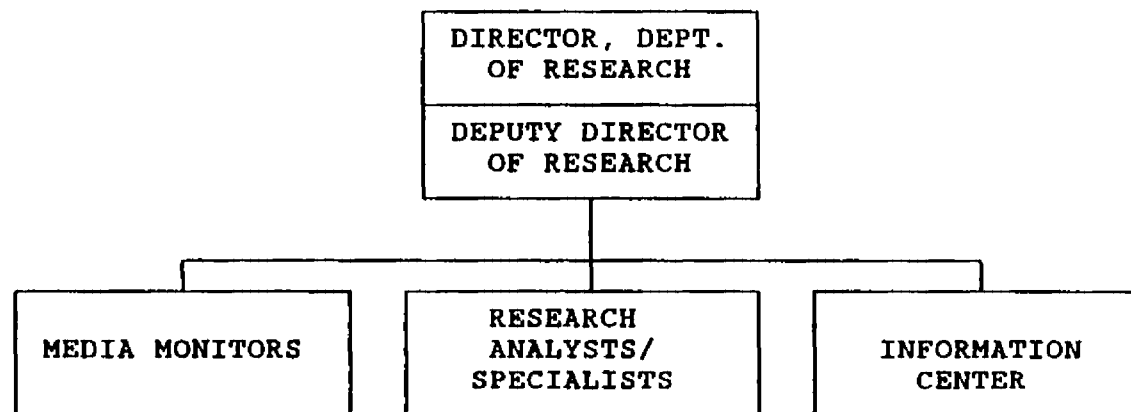 DIRECTOR, DEPT.
OF RESEARCH
DEPUTY DIRECTOR
OF RESEARCH
MEDIA MONITORS
RESEARCH
ANALYSTS/
SPECIALISTS
INFORMATION
CENTER